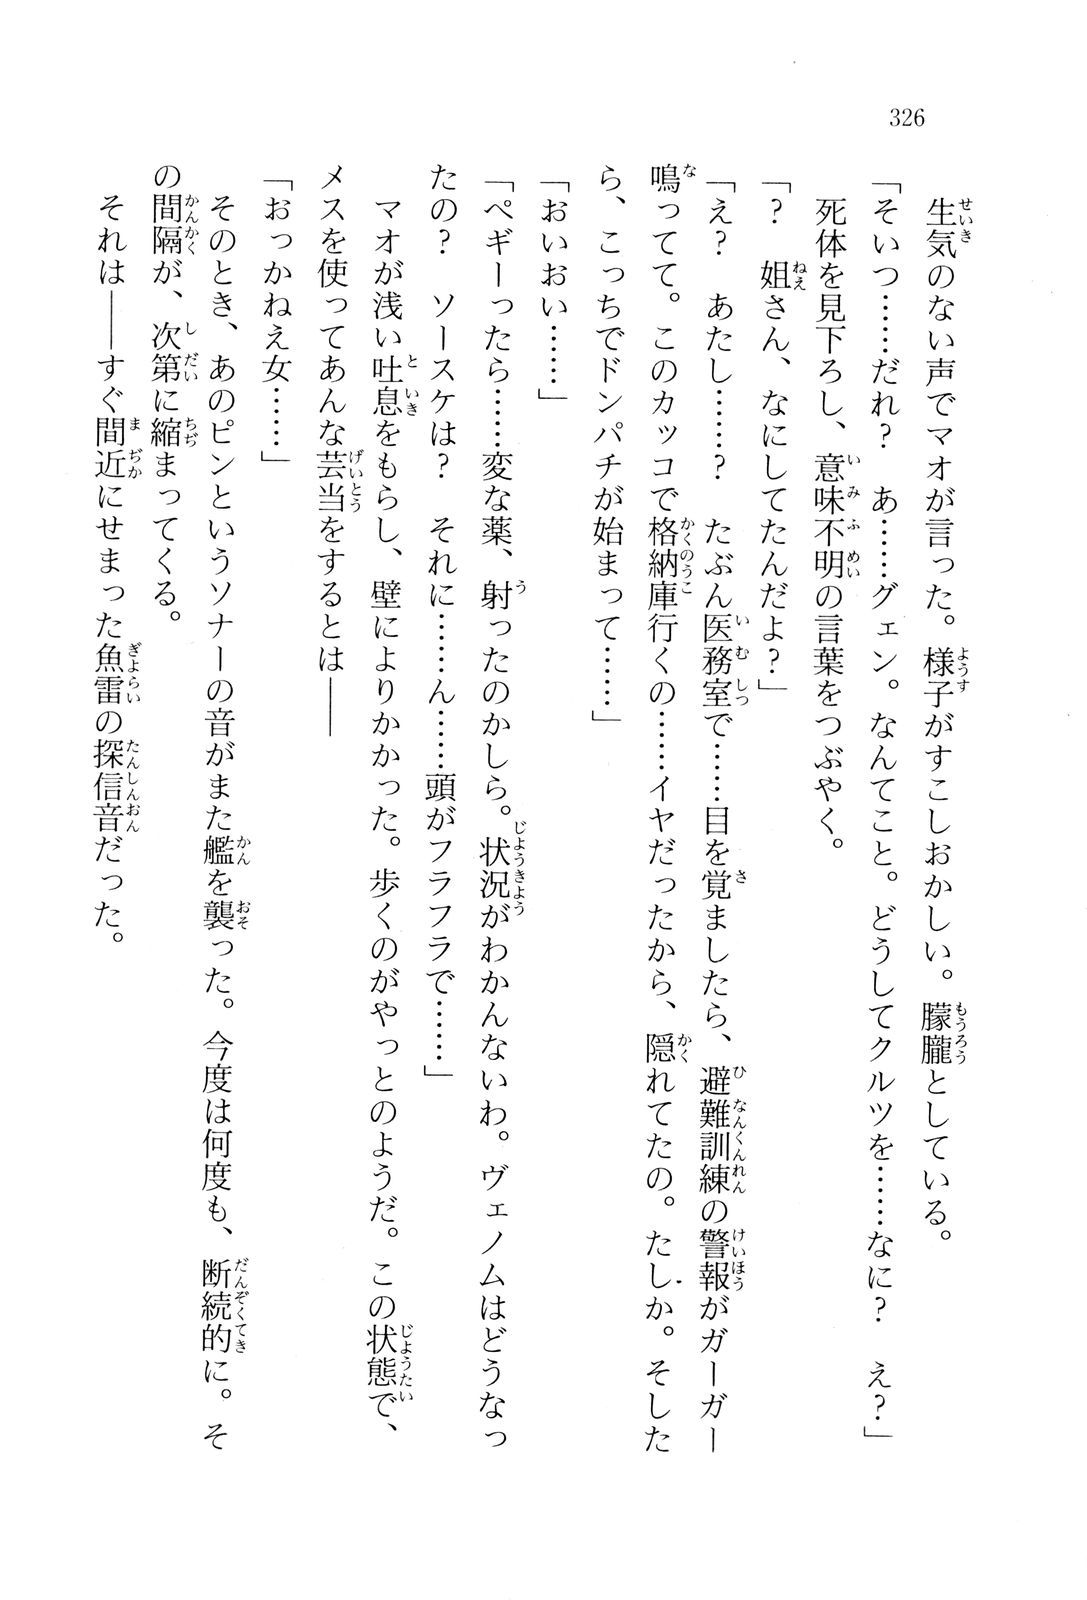 326
　生気のない声でマオが言った。様子がすこしおかしい。朦朧としている。
「そいつ……だれ？　あ……グェン。なんてこと。どうしてクルツを……なに？　え？」
　死体を見下ろし、意味不明の言葉をつぶやく。
「？　姐さん、なにしてたんだよ？」
「え？　あたし……？　たぶん医務室で……目を覚ましたら、避難訓練の警報がガーガー
鳴ってて。このカッコで格納庫行くの……イヤだったから、隠れてたの。たしか。そした
ら、こっちでドンパチが始まって……」
「おいおい……」
「ペギーったら……変な薬、射ったのかしら。状況がわかんないわ。ヴェノムはどうなっ
たの？　ソースケは？　それに……ん……頭がフラフラで……」
　マオが浅い吐息をもらし、壁によりかかった。歩くのがやっとのようだ。この状態で、
メスを使ってあんな芸当をするとは――
「おっかねえ女……」
　そのとき、あのピンというソナーの音がまた艦を襲った。今度は何度も、断続的に。そ
の間隔が、次第に縮まってくる。
　それは――すぐ間近にせまった魚雷の探信音だった。